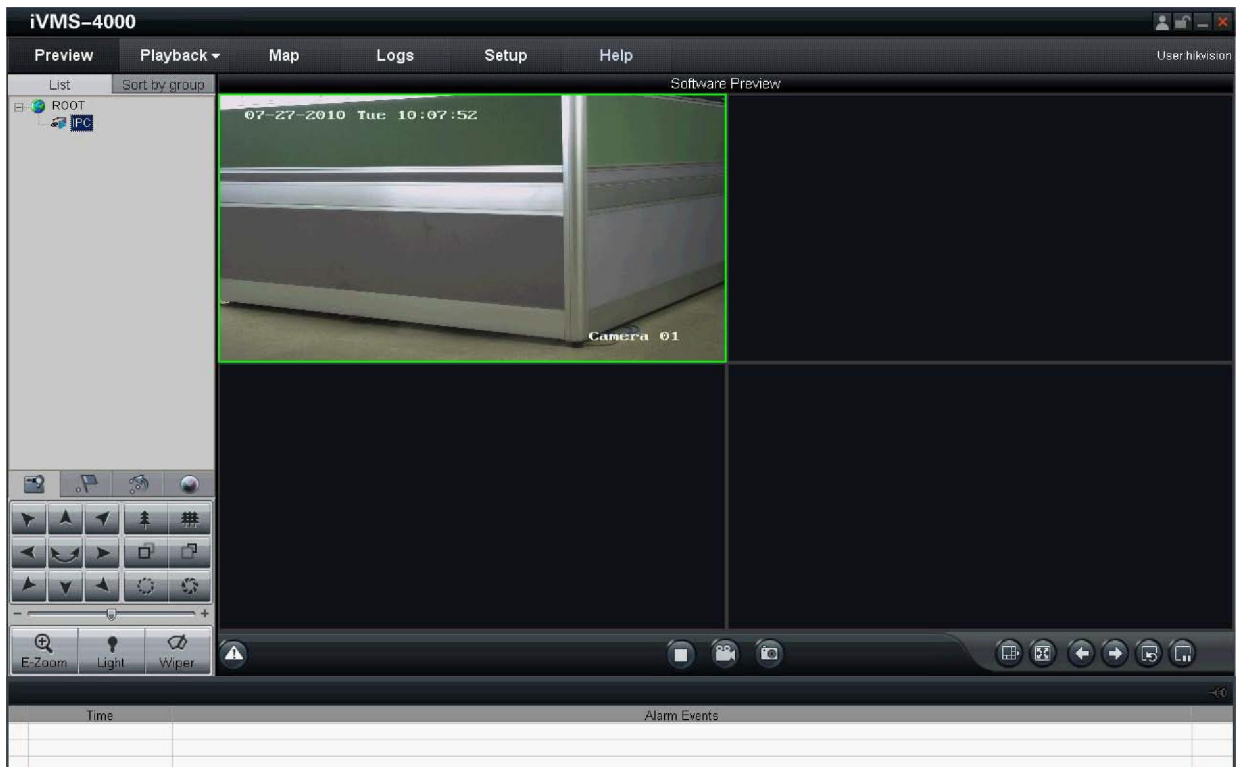 iVMS-4000
Preview Playback Map Logs Setup Help User:hikvision
List Sort by group Software Preview
ROOT
IPC
07-27-2010 Tue 10:07:52
Camera 01
E-Zoom Light Wiper
Time Alarm Events